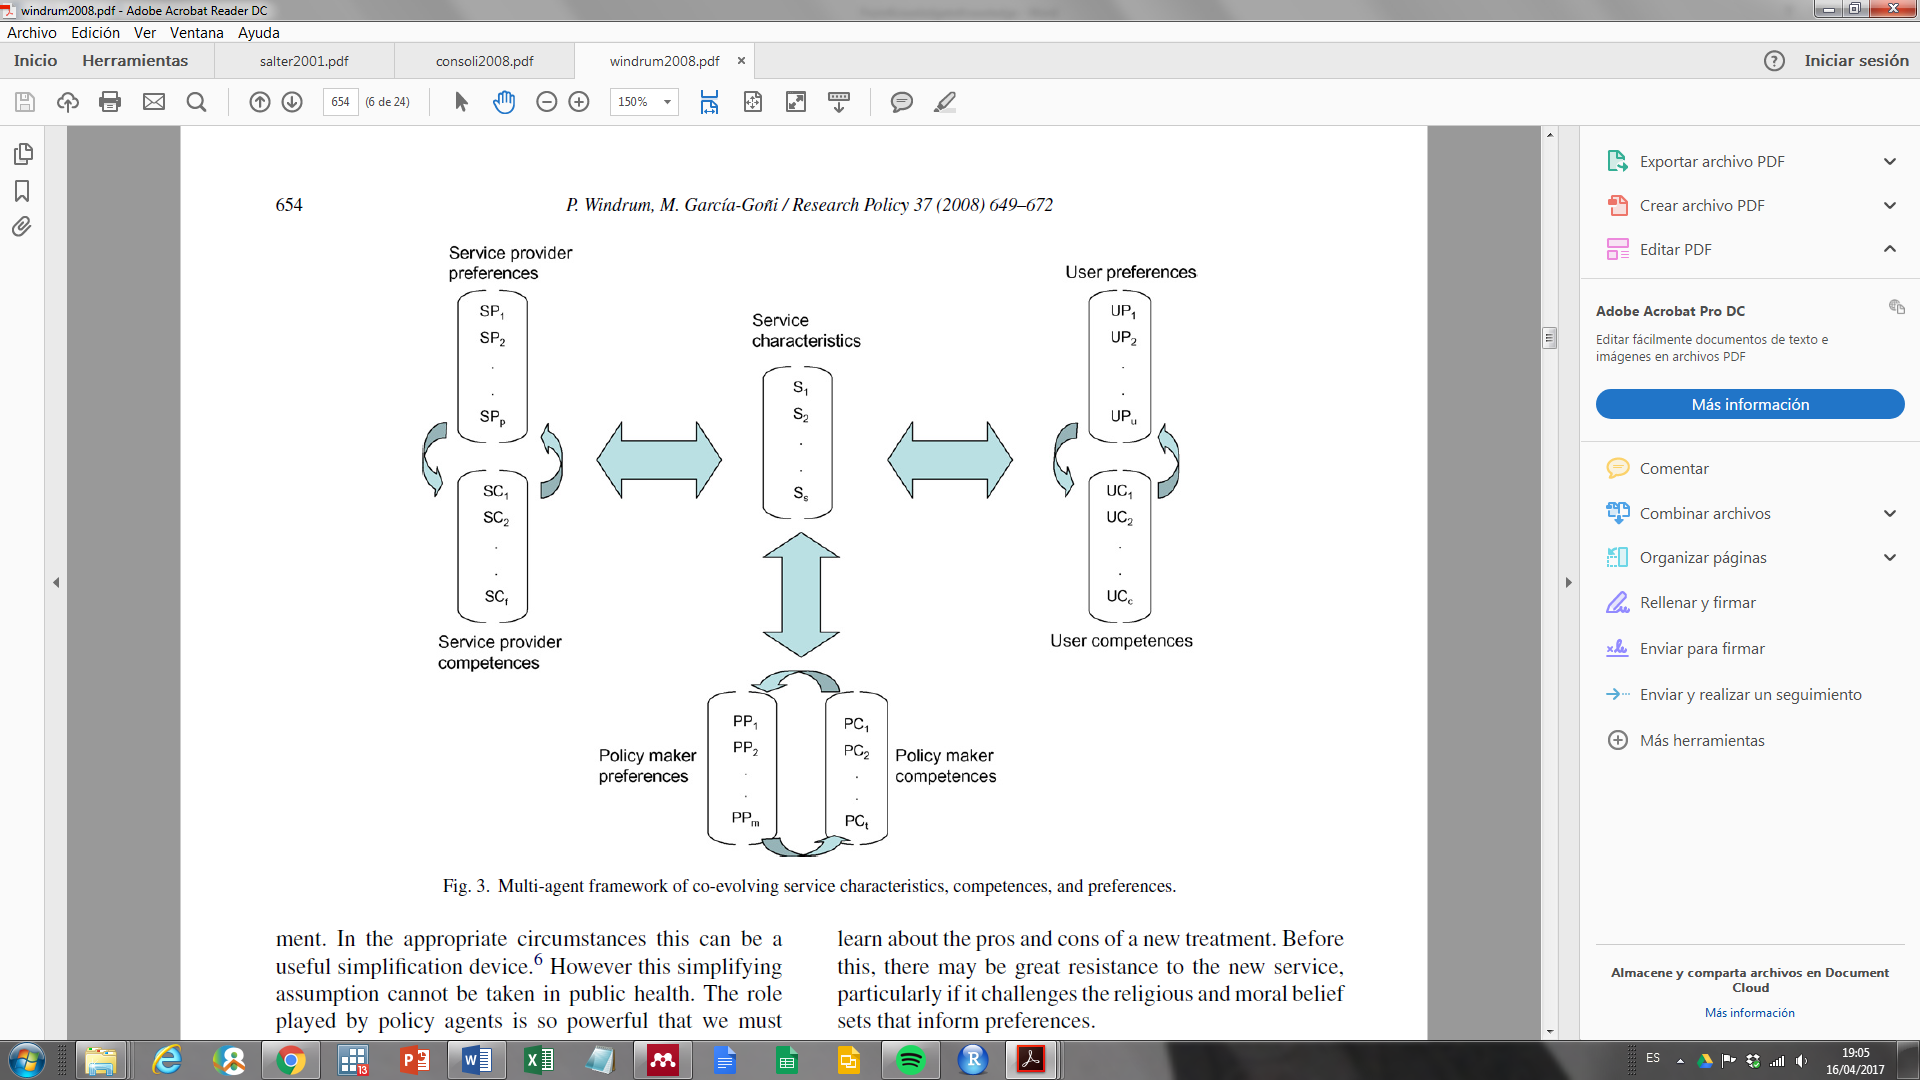 windrum2008.pdf - Adobe Acrobat Reader DC
Archivo Edición Ver Ventana Ayuda
Inicio Herramientas salter2001.pdf consoli2008.pdf windrum2008.pdf × Iniciar sesión
654 (6 de 24) 150%
654 P. Windrum, M. García-Goñi / Research Policy 37 (2008) 649–672
Service provider
preferences
SP1
SP2
.
.
SPp
SC1
SC2
.
.
SCf
Service provider
competences
Service
characteristics
S1
S2
.
.
Ss
User preferences
UP1
UP2
.
.
UPu
UC1
UC2
.
.
UCc
User competences
Policy maker
preferences
PP1
PP2
.
.
PPm
PC1
PC2
.
.
PCt
Policy maker
competences
Fig. 3. Multi-agent framework of co-evolving service characteristics, competences, and preferences.
ment. In the appropriate circumstances this can be a
useful simplification device.6 However this simplifying
assumption cannot be taken in public health. The role
played by policy agents is so powerful that we must
learn about the pros and cons of a new treatment. Before
this, there may be great resistance to the new service,
particularly if it challenges the religious and moral belief
sets that inform preferences.
Exportar archivo PDF
Crear archivo PDF
Editar PDF
Adobe Acrobat Pro DC
Editar fácilmente documentos de texto e
imágenes en archivos PDF
Más información
Comentar
Combinar archivos
Organizar páginas
Rellenar y firmar
Enviar para firmar
Enviar y realizar un seguimiento
Más herramientas
Almacene y comparta archivos en Document
Cloud
Más información
13
ES
19:05
16/04/2017